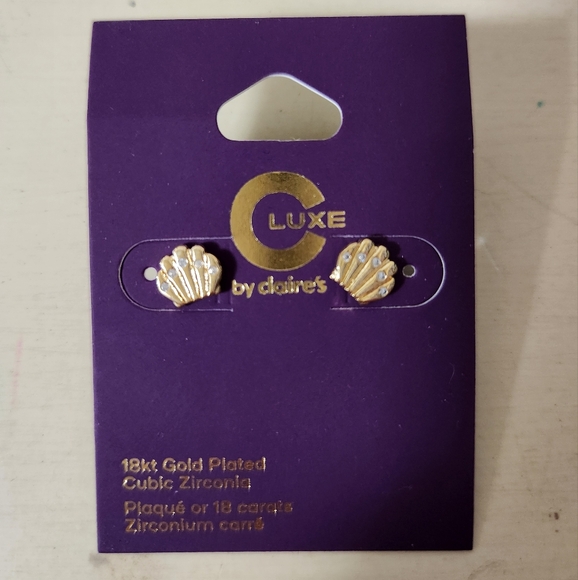 C LUXE
by claire's
18kt Gold Plated
Cubic Zirconia
Plaqué or 18 carats
Zirconium carré